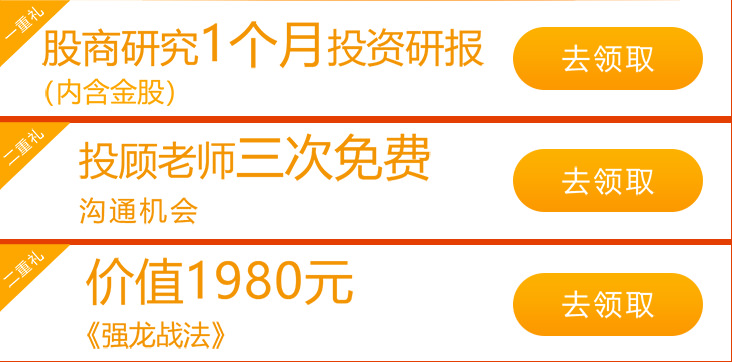 一重礼
股商研究1个月投资研报
（内含金股）
去领取
二重礼
投顾老师三次免费
沟通机会
去领取
二重礼
价值1980元
《强龙战法》
去领取